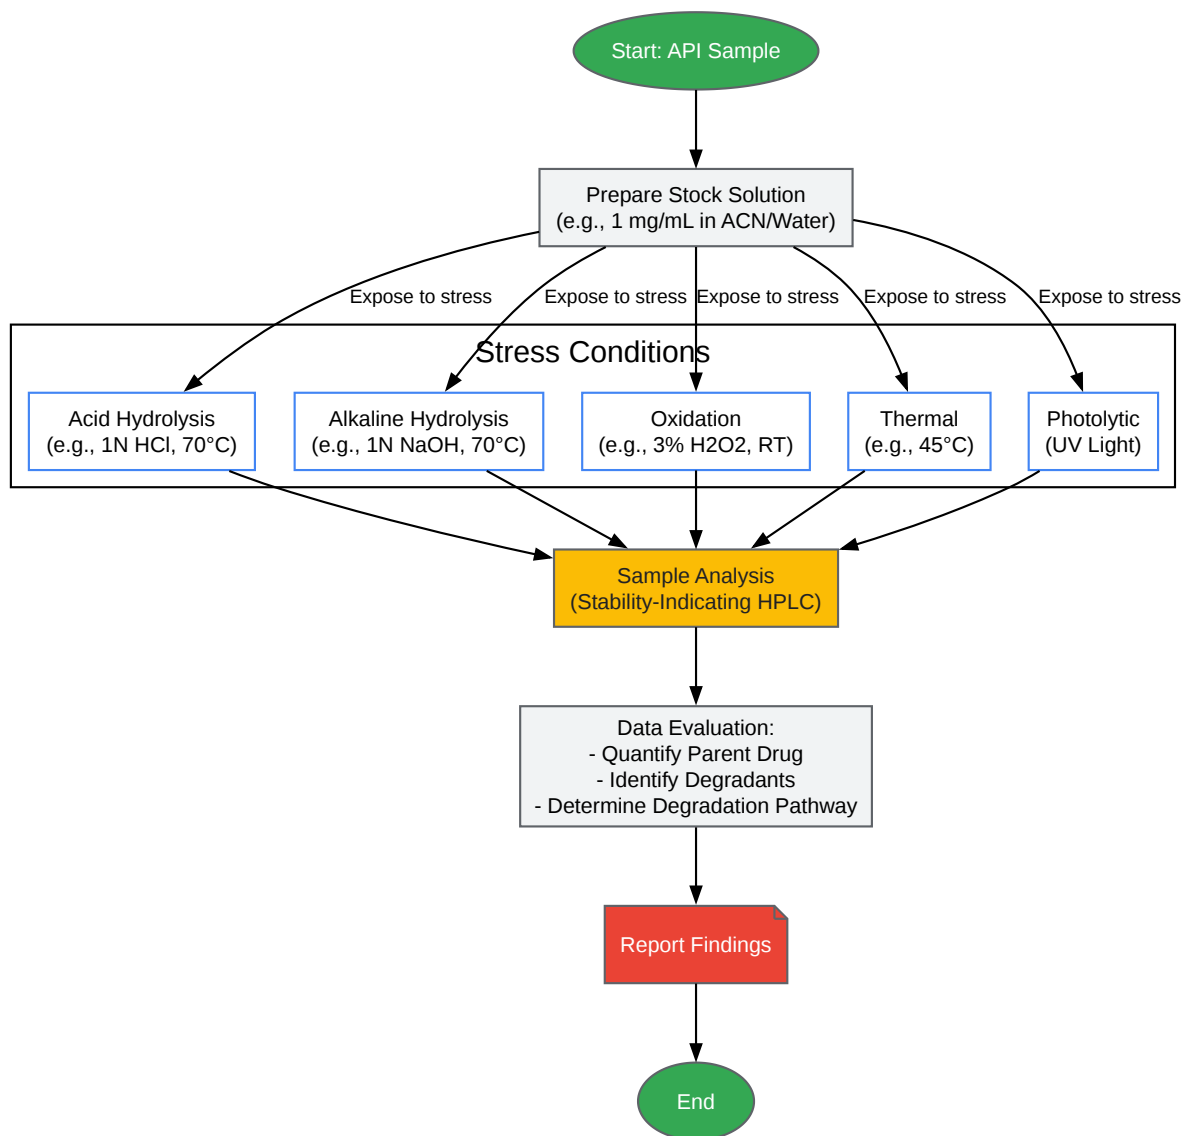 Start: API Sample
Prepare Stock Solution
(e.g., 1 mg/mL in ACN/Water)
Expose to stress
Expose to stress
Expose to stress
Expose to stress
Expose to stress
Stress Conditions
Acid Hydrolysis
(e.g., 1N HCl, 70°C)
Alkaline Hydrolysis
(e.g., 1N NaOH, 70°C)
Oxidation
(e.g., 3% H2O2, RT)
Thermal
(e.g., 45°C)
Photolytic
(UV Light)
Sample Analysis
(Stability-Indicating HPLC)
Data Evaluation:
- Quantify Parent Drug
- Identify Degradants
- Determine Degradation Pathway
Report Findings
End